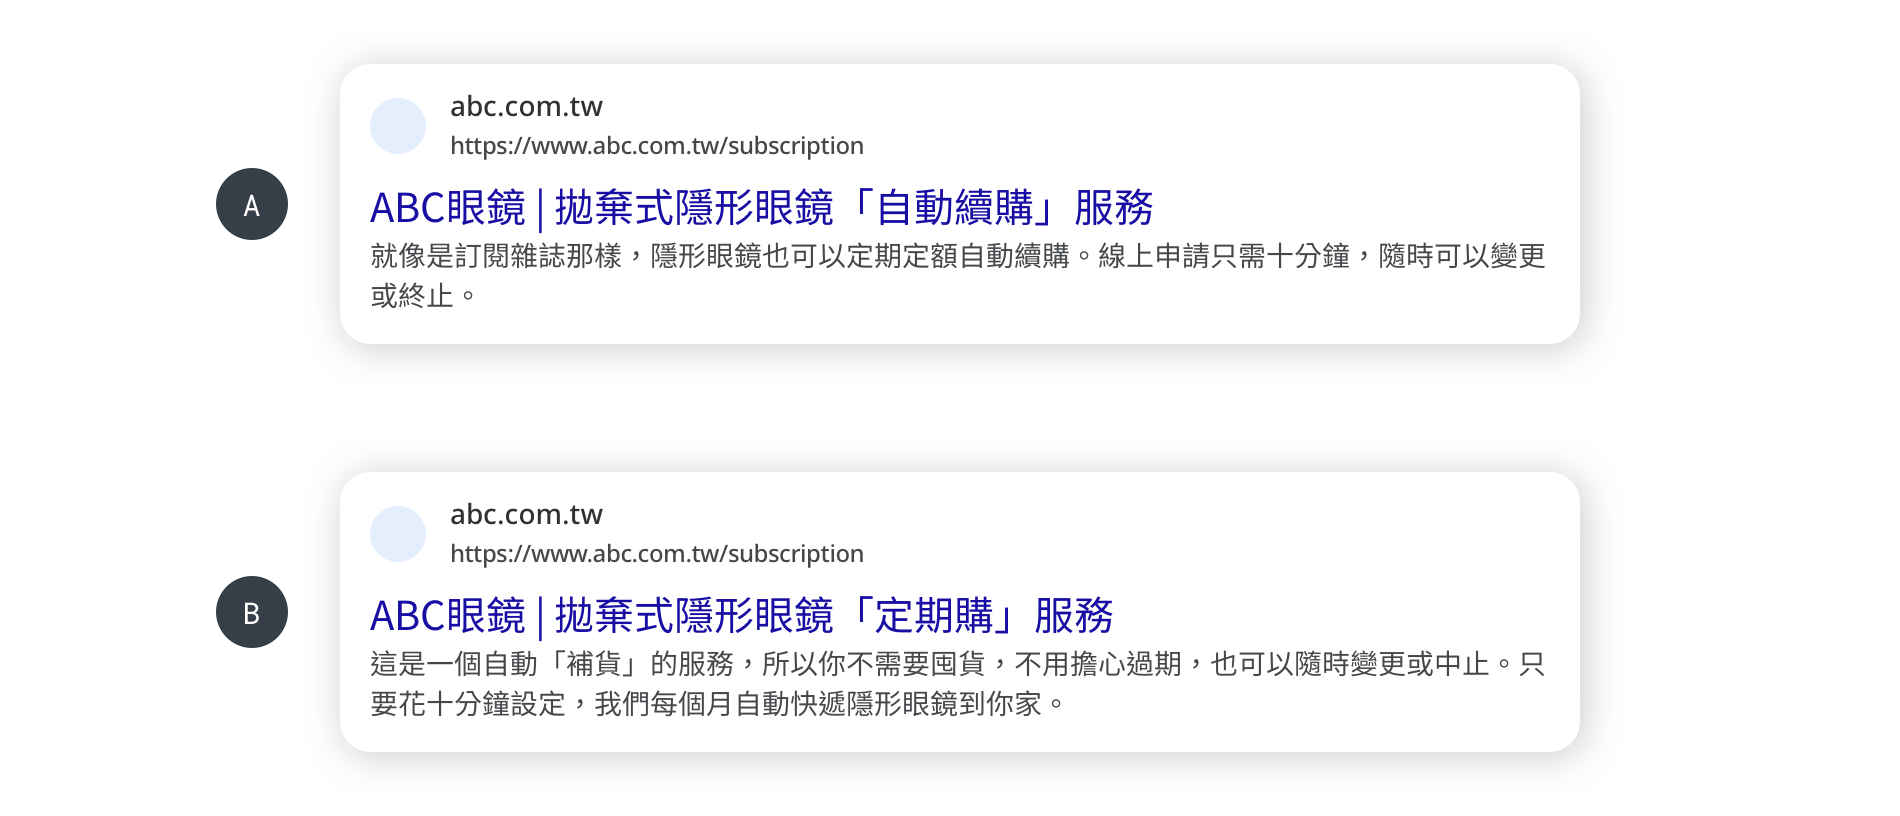 A
abc.com.tw
https://www.abc.com.tw/subscription
ABC眼鏡 | 拋棄式隱形眼鏡「自動續購」服務
就像是訂閱雜誌那樣，隱形眼鏡也可以定期定額自動續購。線上申請只需十分鐘，隨時可以變更
或終止。
B
abc.com.tw
https://www.abc.com.tw/subscription
ABC眼鏡 | 拋棄式隱形眼鏡「定期購」服務
這是一個自動「補貨」的服務，所以你不需要囤貨，不用擔心過期，也可以隨時變更或中止。只
要花十分鐘設定，我們每個月自動快遞隱形眼鏡到你家。